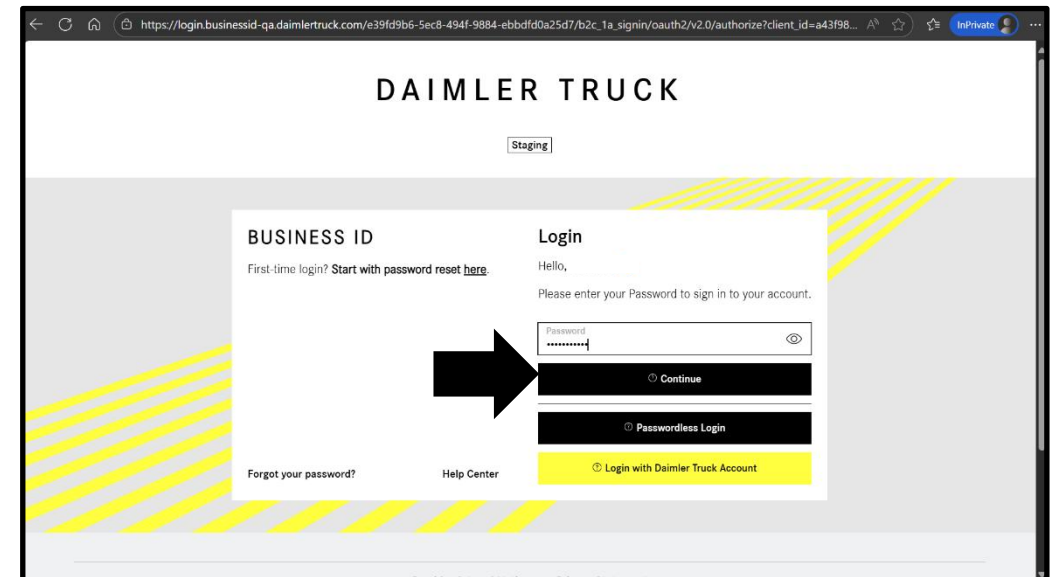 https://login.businessid-qa.daimlertruck.com/e39fd9b6-5ec8-494f-9884-ebbdfd0a25d7/b2c_1a_signin/oauth2/v2.0/authorize?client_id=a43f98...
InPrivate
DAIMLER TRUCK
Staging
BUSINESS ID
First-time login? Start with password reset here.
Forgot your password?
Help Center
Login
Hello,
Please enter your Password to sign in to your account.
Password
Continue
Passwordless Login
Login with Daimler Truck Account